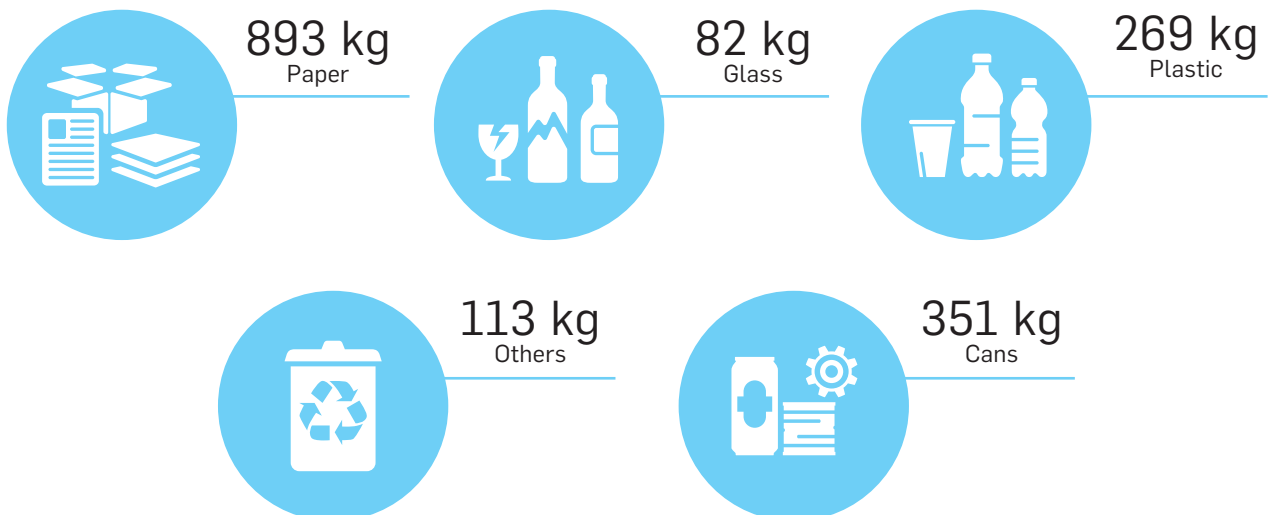 893 kg
Paper
82 kg
Glass
269 kg
Plastic
113 kg
Others
351 kg
Cans